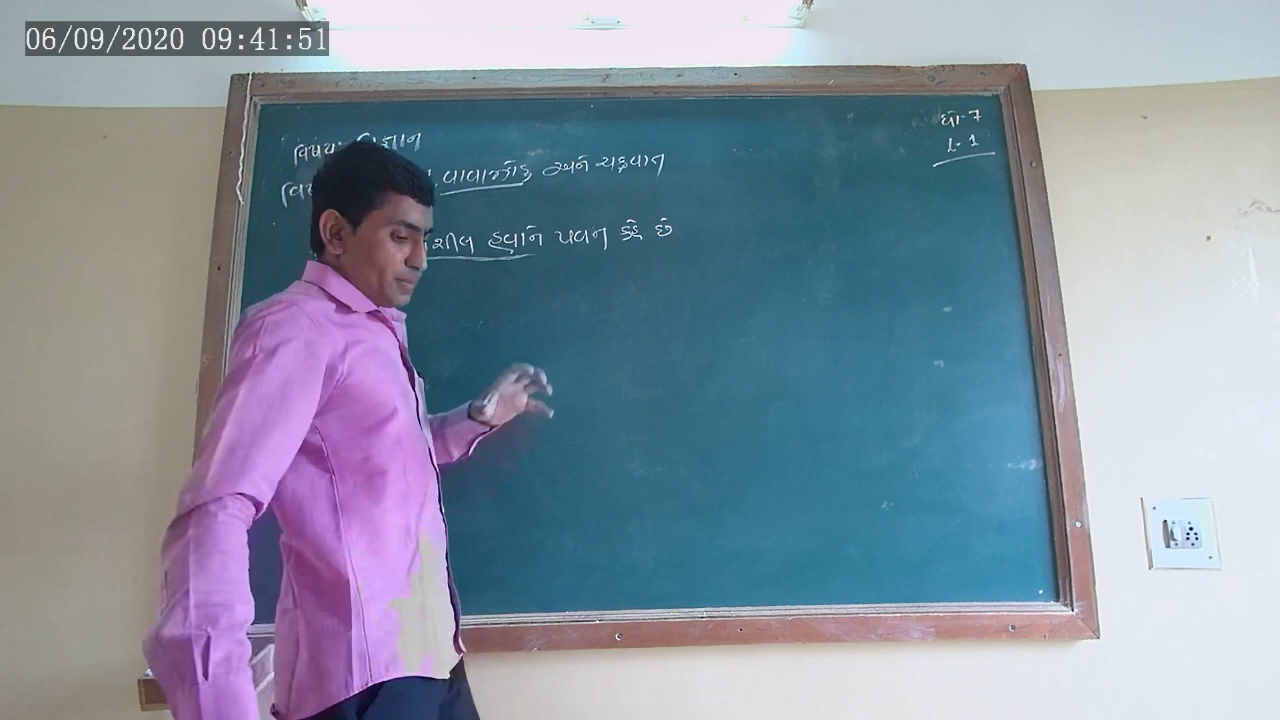 06/09/2020 09:41:51
ધો-7
L-1
વિષય: વિજ્ઞાન
વાવાઝોડુ અને ચક્રવાત
હવાને પવન કહે છે